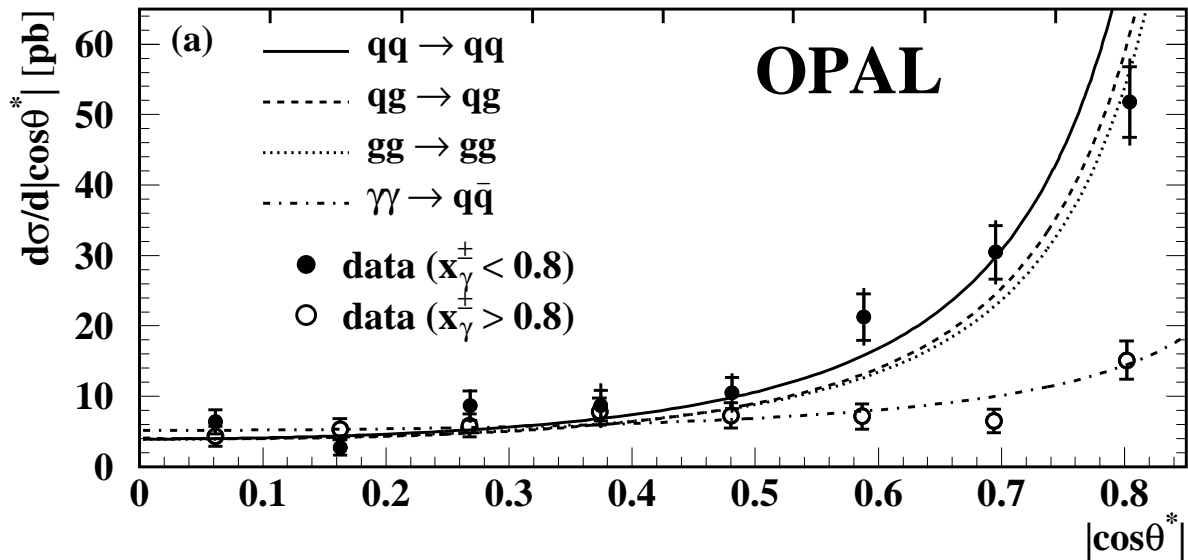 dσ/d|cosθ*| [pb]
(a)
OPAL
qq → qq
qg → qg
gg → gg
γγ → qq̄
data (xγ± < 0.8)
data (xγ± > 0.8)
60
50
40
30
20
10
0
0 0.1 0.2 0.3 0.4 0.5 0.6 0.7 0.8
|cosθ*|